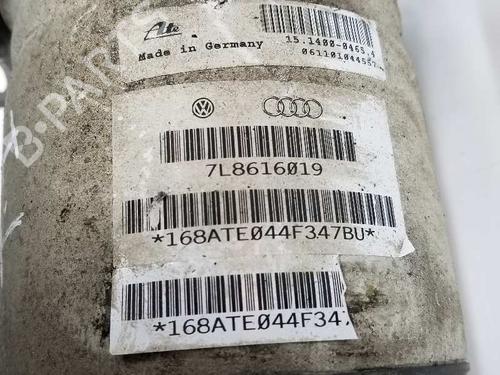 Ate
Made in Germany
15.1400-0465.4
061101044557
7L8616019
*168ATE044F347BU*
*168ATE044F347
B-PARTS